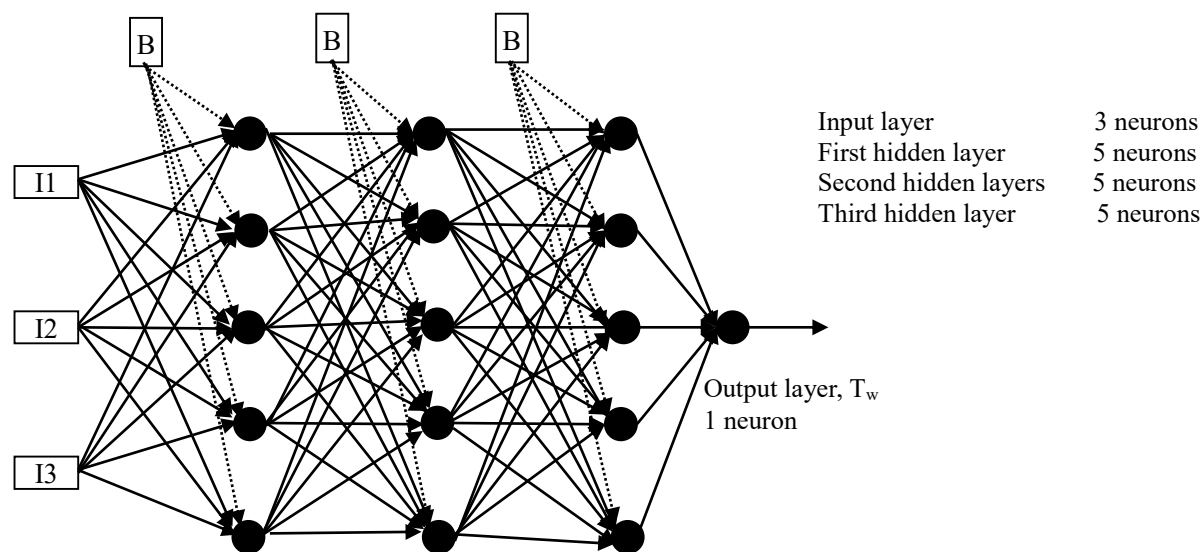 B
B
B
Input layer 3 neurons
First hidden layer 5 neurons
Second hidden layers 5 neurons
Third hidden layer 5 neurons
I1
I2
I3
Output layer, T_w
1 neuron